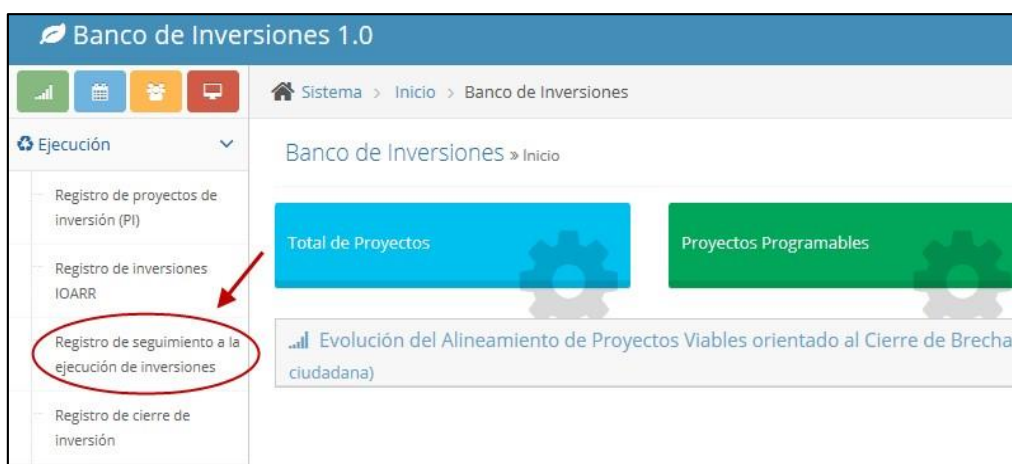 Banco de Inversiones 1.0
Sistema > Inicio > Banco de Inversiones
Ejecución
Registro de proyectos de
inversión (PI)
Registro de inversiones
IOARR
Registro de seguimiento a la
ejecución de inversiones
Registro de cierre de
inversión
Banco de Inversiones » Inicio
Total de Proyectos
Proyectos Programables
Evolución del Alineamiento de Proyectos Viables orientado al Cierre de Brecha
ciudadana)